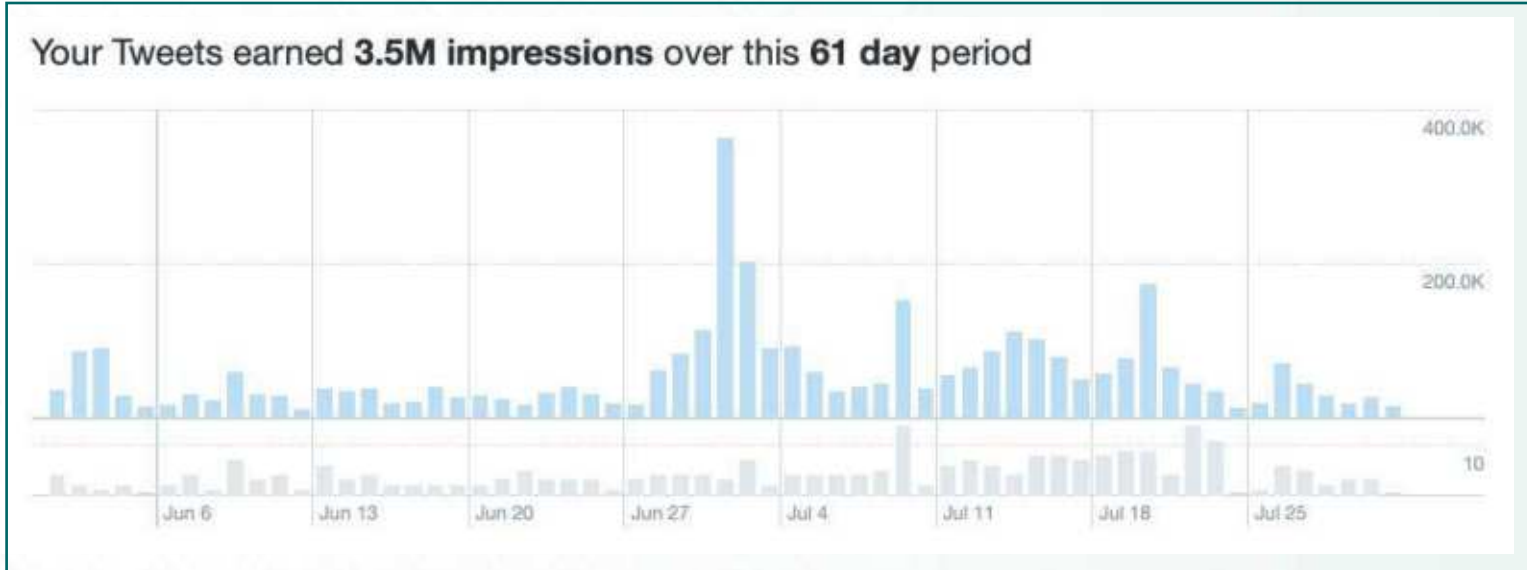 Your Tweets earned 3.5M impressions over this 61 day period
400.0K
200.0K
10
Jun 6 Jun 13 Jun 20 Jun 27 Jul 4 Jul 11 Jul 18 Jul 25